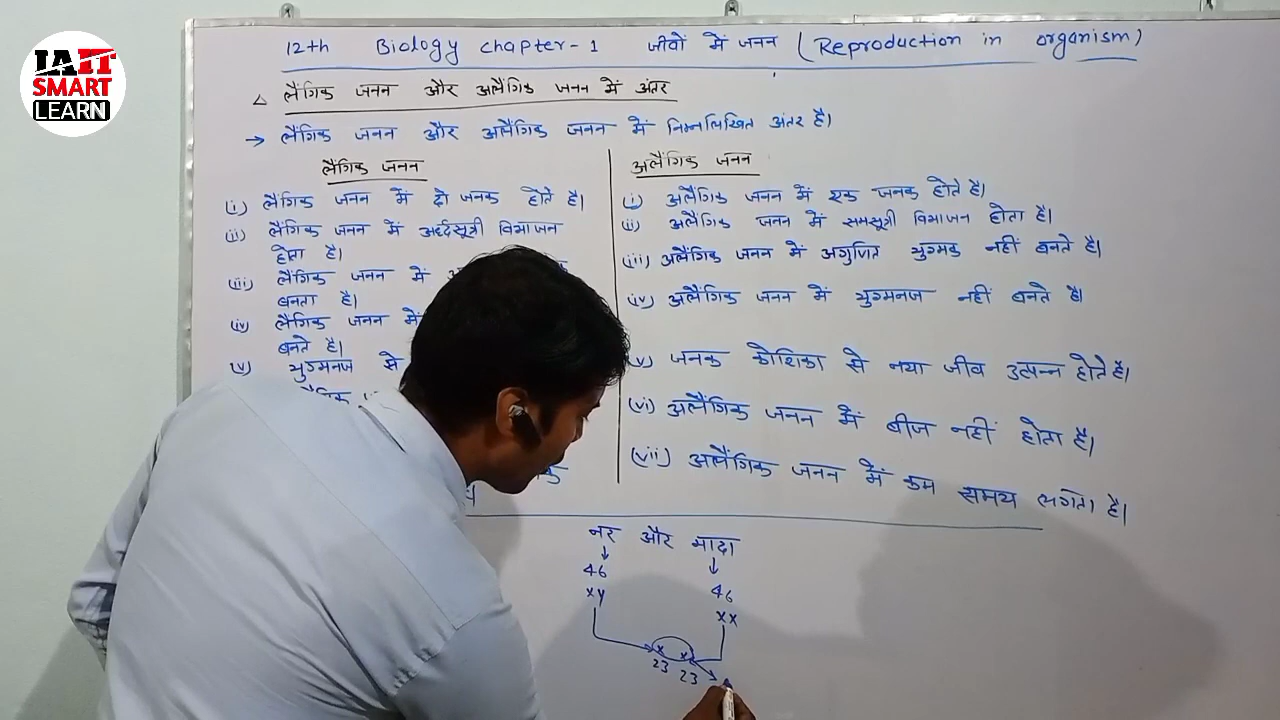 IAIT
SMART
LEARN
12th Biology chapter-1 जीवों में जनन (Reproduction in organism)
लैंगिक जनन और अलैंगिक जनन में अंतर
→ लैंगिक जनन और अलैंगिक जनन में निम्नलिखित अंतर है।
लैंगिक जनन
(i) लैंगिक जनन में दो जनक होते है।
(ii) लैंगिक जनन में अर्द्धसूत्री विभाजन
होता है।
(iii) लैंगिक जनन में
बनता है।
(iv) लैंगिक जनन में
बनते है।
(v) युग्मनज से
अलैंगिक जनन
(i) अलैंगिक जनन में एक जनक होते है।
(ii) अलैंगिक जनन में समसूत्री विभाजन होता है।
(iii) अलैंगिक जनन में अगुणित युग्मक नहीं बनते है।
(iv) अलैंगिक जनन में युग्मनज नहीं बनते है।
(v) जनक कोशिका से नया जीव उत्पन्न होते है।
(vi) अलैंगिक जनन में बीज नहीं होता है।
(vii) अलैंगिक जनन में कम समय लगता है।
नर और मादा
46 46
xy xx
x x
23 23